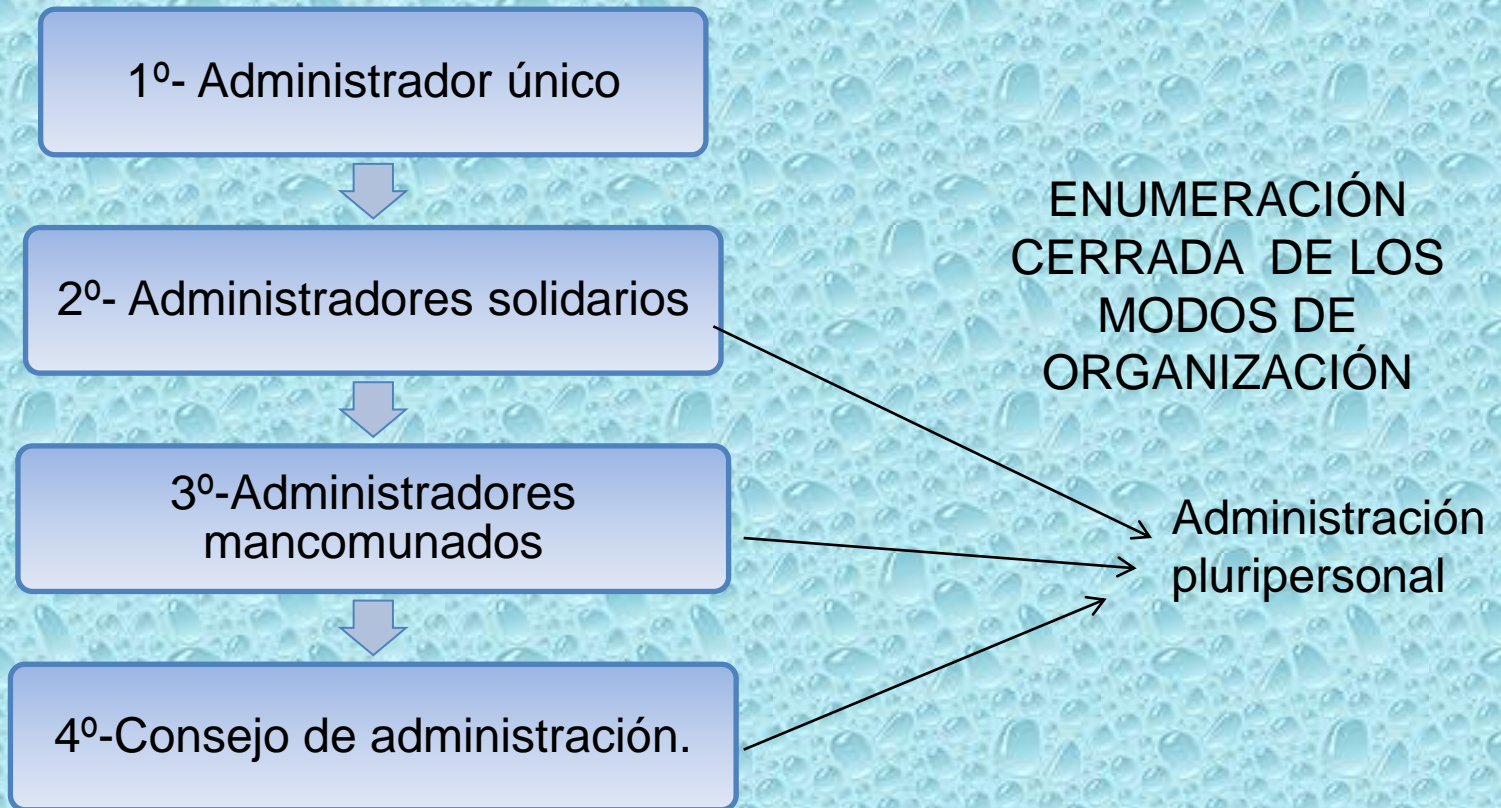 1º- Administrador único
2º- Administradores solidarios
3º-Administradores
mancomunados
4º-Consejo de administración.
ENUMERACIÓN
CERRADA  DE LOS
MODOS DE
ORGANIZACIÓN
Administración
pluripersonal